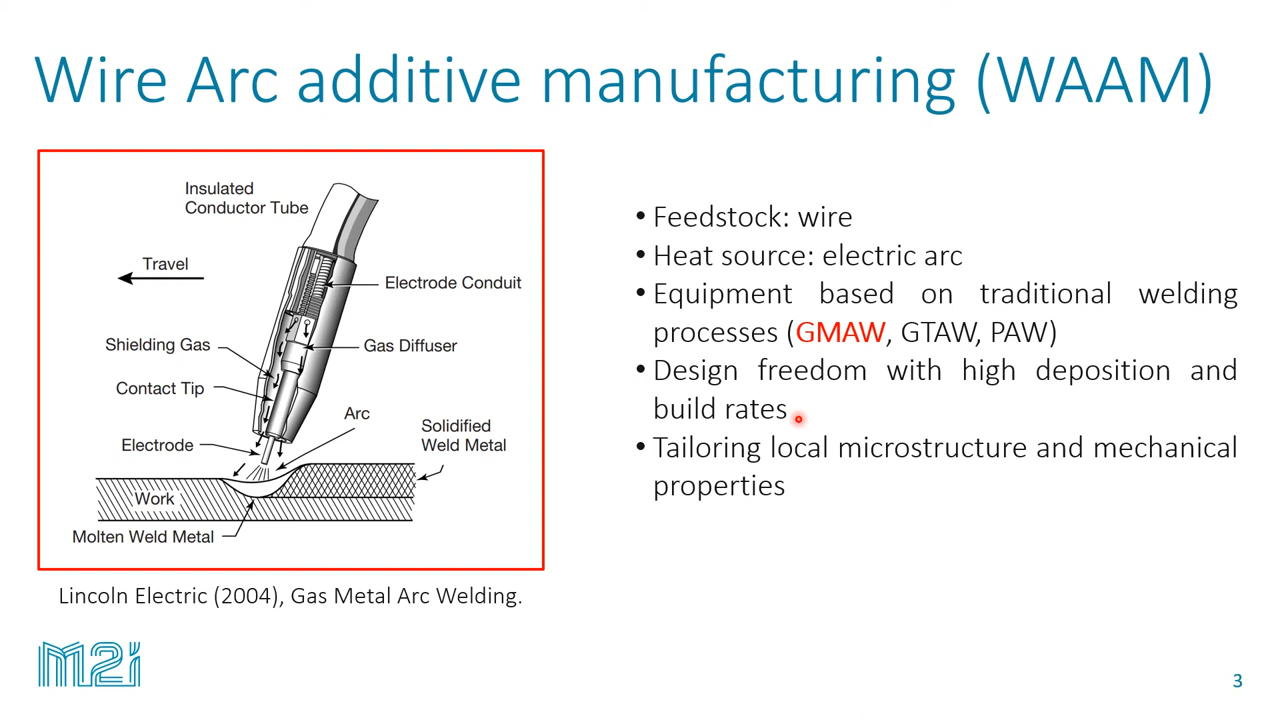 Wire Arc additive manufacturing (WAAM)
Insulated
Conductor Tube
Travel
Electrode Conduit
Shielding Gas
Gas Diffuser
Contact Tip
Arc
Solidified
Weld Metal
Electrode
Work
Molten Weld Metal
Lincoln Electric (2004), Gas Metal Arc Welding.
• Feedstock: wire
• Heat source: electric arc
• Equipment based on traditional welding
processes (GMAW, GTAW, PAW)
• Design freedom with high deposition and
build rates
• Tailoring local microstructure and mechanical
properties
M2i
3